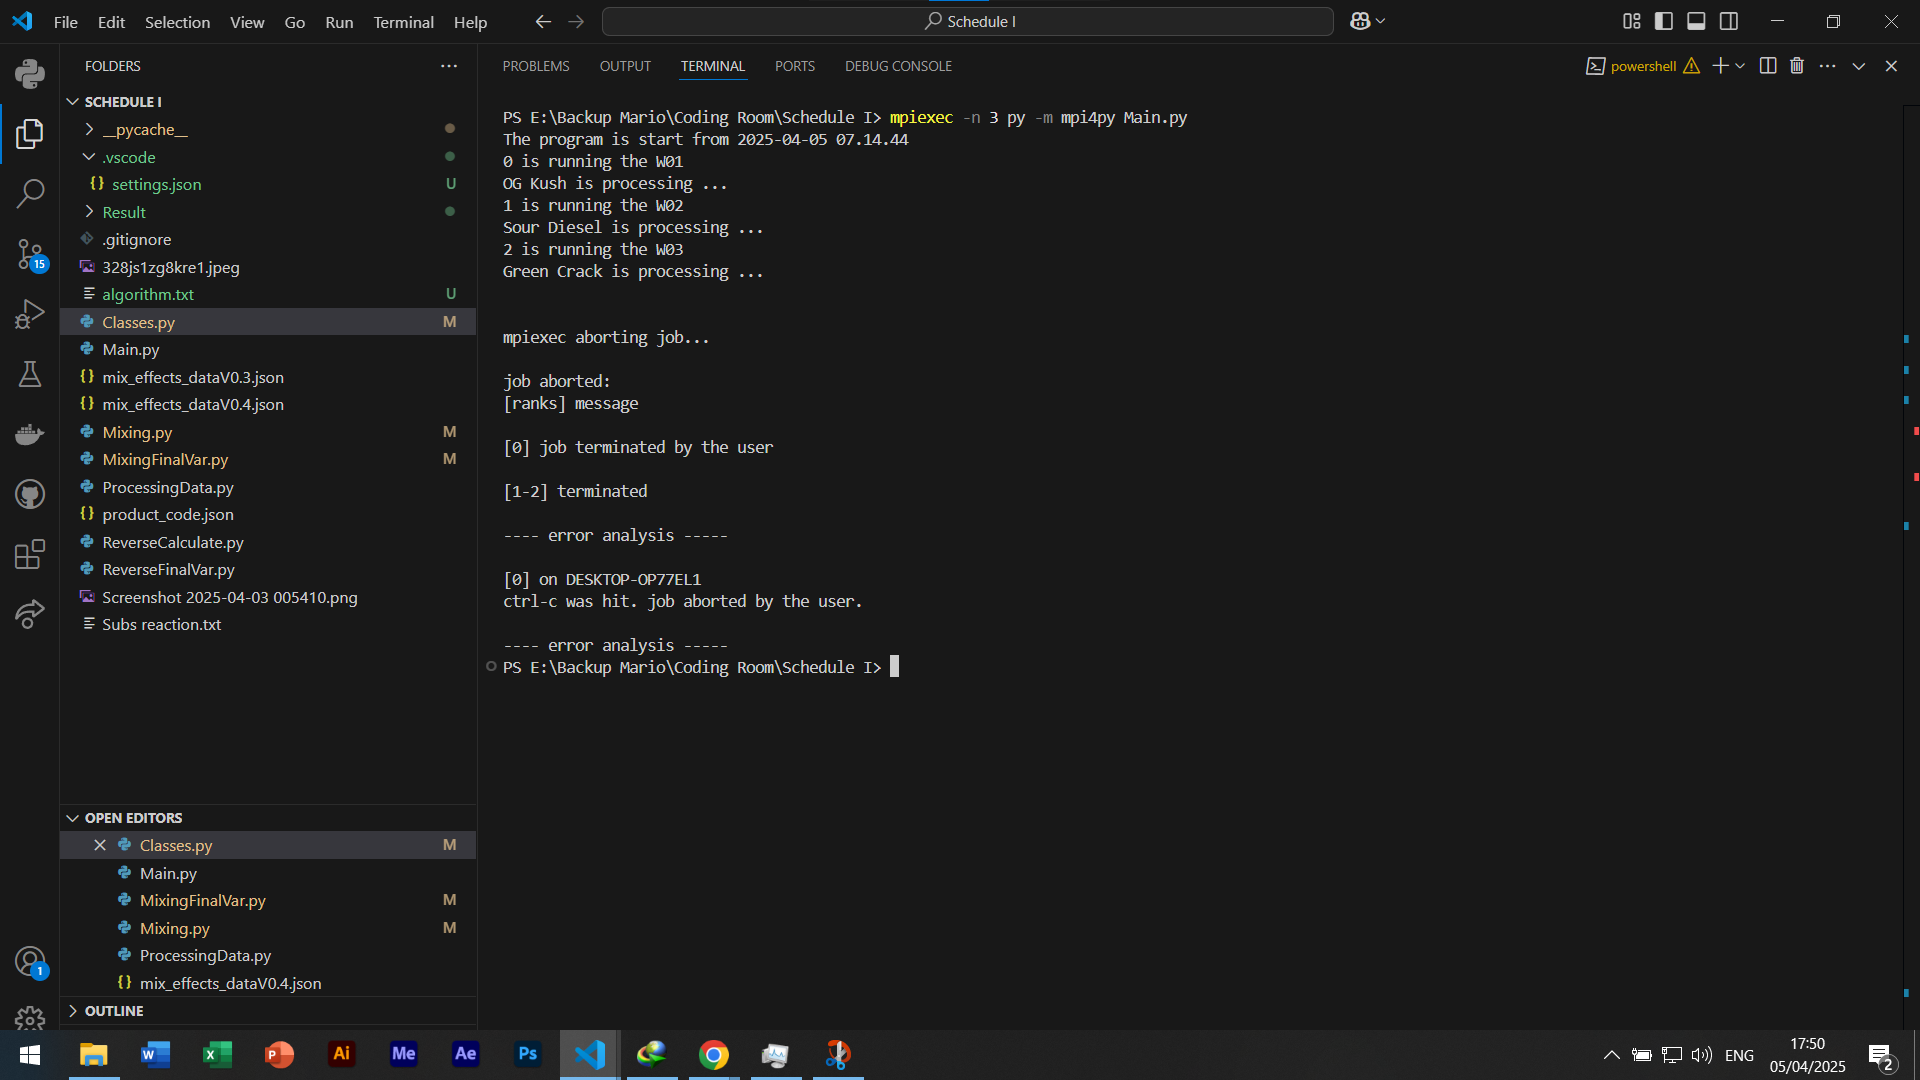 File Edit Selection View Go Run Terminal Help
Schedule I
FOLDERS
SCHEDULE I
__pycache__
.vscode
settings.json U
Result
.gitignore
328js1zg8kre1.jpeg
algorithm.txt U
Classes.py M
Main.py
mix_effects_dataV0.3.json
mix_effects_dataV0.4.json
Mixing.py M
MixingFinalVar.py M
ProcessingData.py
product_code.json
ReverseCalculate.py
ReverseFinalVar.py
Screenshot 2025-04-03 005410.png
Subs reaction.txt
15
1
OPEN EDITORS
Classes.py M
Main.py
MixingFinalVar.py M
Mixing.py M
ProcessingData.py
mix_effects_dataV0.4.json
OUTLINE
PROBLEMS OUTPUT TERMINAL PORTS DEBUG CONSOLE
powershell
PS E:\Backup Mario\Coding Room\Schedule I> mpiexec -n 3 py -m mpi4py Main.py
The program is start from 2025-04-05 07.14.44
0 is running the W01
OG Kush is processing ...
1 is running the W02
Sour Diesel is processing ...
2 is running the W03
Green Crack is processing ...
mpiexec aborting job...
job aborted:
[ranks] message
[0] job terminated by the user
[1-2] terminated
---- error analysis -----
[0] on DESKTOP-OP77EL1
ctrl-c was hit. job aborted by the user.
---- error analysis -----
PS E:\Backup Mario\Coding Room\Schedule I>
W X P Ai Me Ae Ps
ENG
17:50
05/04/2025
2